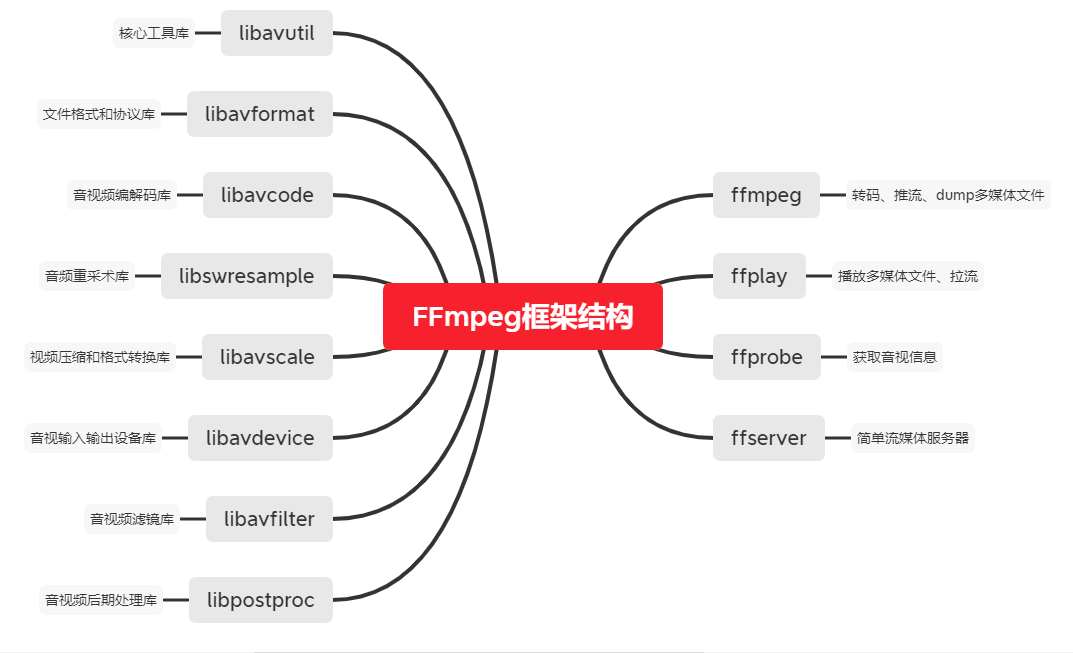 核心工具库
libavutil
文件格式和协议库
libavformat
音视频编解码库
libavcode
音频重采术库
libswresample
视频压缩和格式转换库
libavscale
音视输入输出设备库
libavdevice
音视频滤镜库
libavfilter
音视频后期处理库
libpostproc
FFmpeg框架结构
ffmpeg
转码、推流、dump多媒体文件
ffplay
播放多媒体文件、拉流
ffprobe
获取音视信息
ffserver
简单流媒体服务器